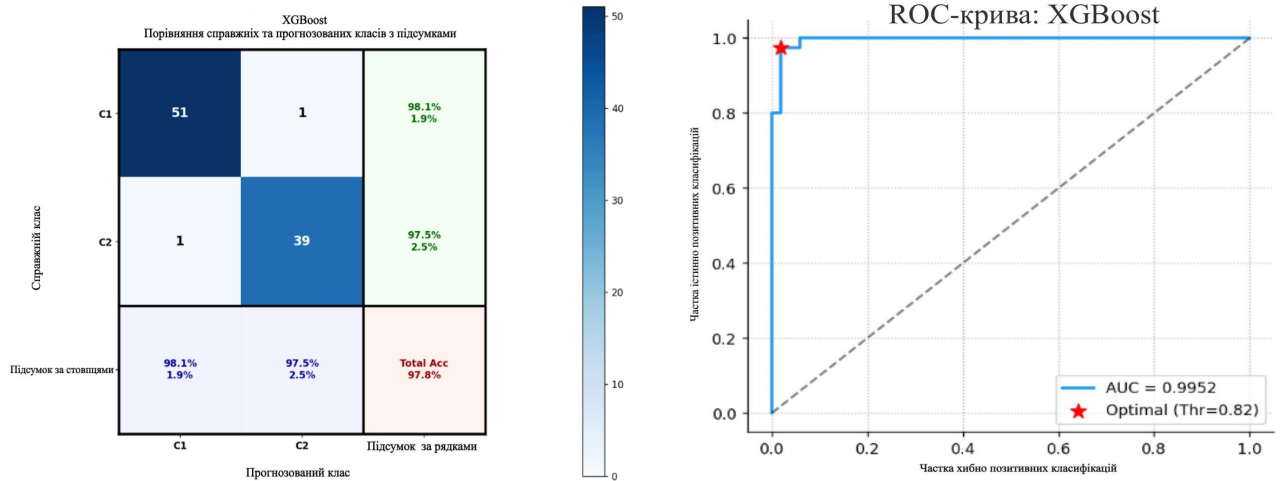 XGBoost
Порівняння справжніх та прогнозованих класів з підсумками
C1
51
1
98.1%
1.9%
C2
1
39
97.5%
2.5%
Справжній клас
Підсумок за стовпцями
98.1%
1.9%
97.5%
2.5%
Total Acc
97.8%
C1
C2
Підсумок за рядками
Прогнозований клас
50
40
30
20
10
0
ROC-крива: XGBoost
Частка істинно позитивних класифікацій
1.0
0.8
0.6
0.4
0.2
0.0
AUC = 0.9952
Optimal (Thr=0.82)
0.0
0.2
0.4
0.6
0.8
1.0
Частка хибно позитивних класифікацій